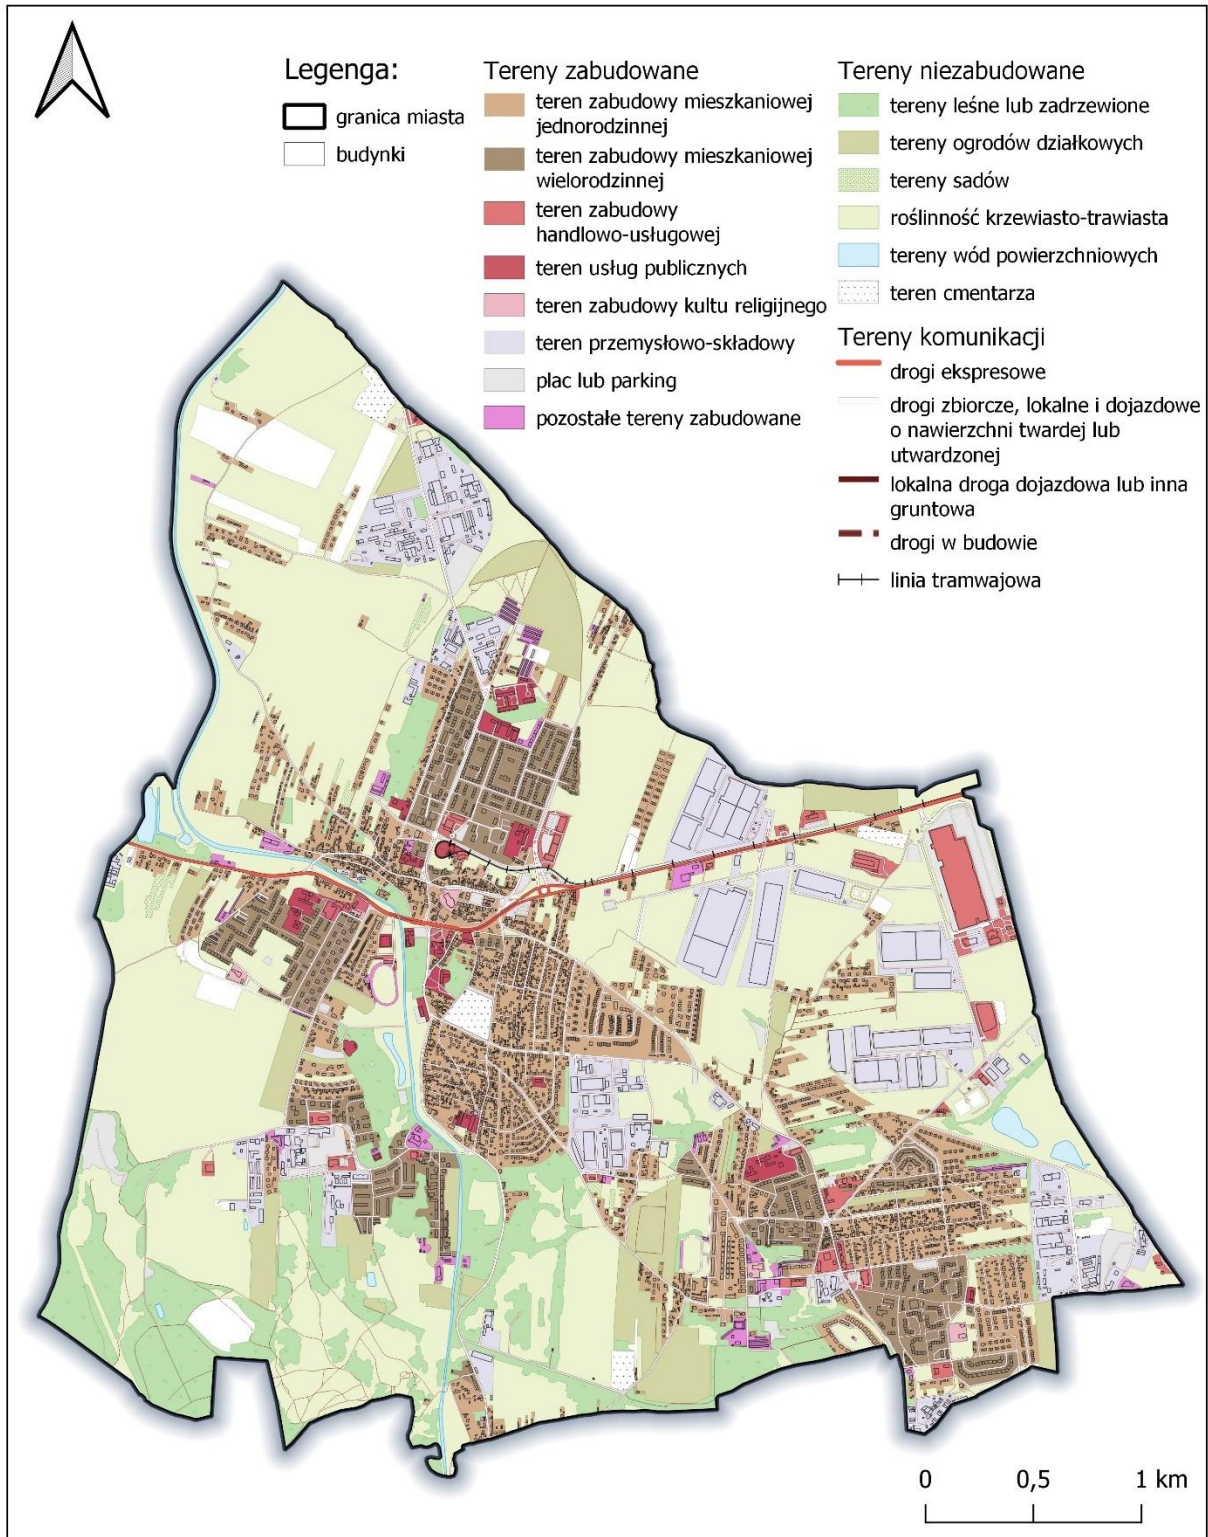 Legenga:
granica miasta
budynki
Tereny zabudowane
teren zabudowy mieszkaniowej
jednorodzinnej
teren zabudowy mieszkaniowej
wielorodzinnej
teren zabudowy
handlowo-usługowej
teren usług publicznych
teren zabudowy kultu religijnego
teren przemysłowo-składowy
plac lub parking
pozostałe tereny zabudowane
Tereny niezabudowane
tereny leśne lub zadrzewione
tereny ogrodów działkowych
tereny sadów
roślinność krzewiasto-trawiasta
tereny wód powierzchniowych
teren cmentarza
Tereny komunikacji
drogi ekspresowe
drogi zbiorcze, lokalne i dojazdowe
o nawierzchni twardej lub
utwardzonej
lokalna droga dojazdowa lub inna
gruntowa
drogi w budowie
linia tramwajowa
0 0,5 1 km